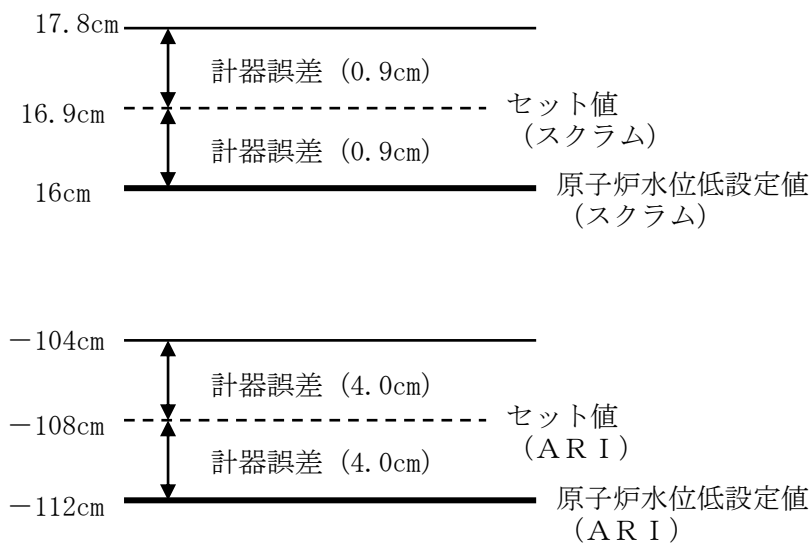 17.8cm
計器誤差 (0.9cm)
16.9cm
セット値
（スクラム）
計器誤差 (0.9cm)
16cm
原子炉水位低設定値
（スクラム）
－104cm
計器誤差 (4.0cm)
－108cm
セット値
（ＡＲＩ）
計器誤差 (4.0cm)
－112cm
原子炉水位低設定値
（ＡＲＩ）